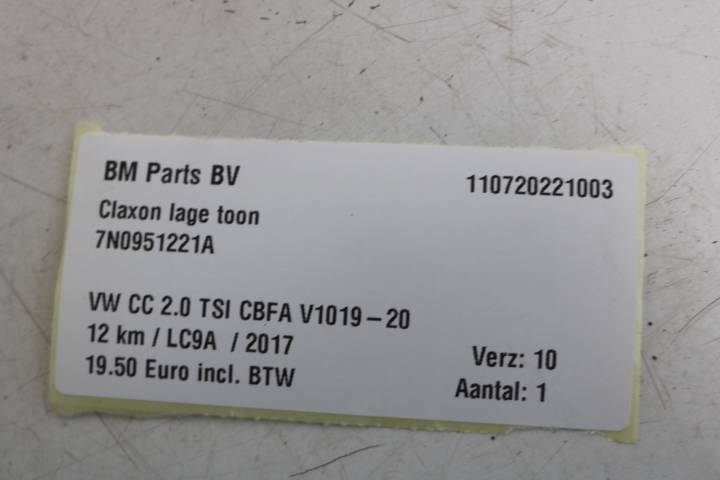 BM Parts BV
110720221003
Claxon lage toon
7N0951221A
VW CC 2.0 TSI CBFA V1019-20
12 km / LC9A / 2017
Verz: 10
19.50 Euro incl. BTW
Aantal: 1